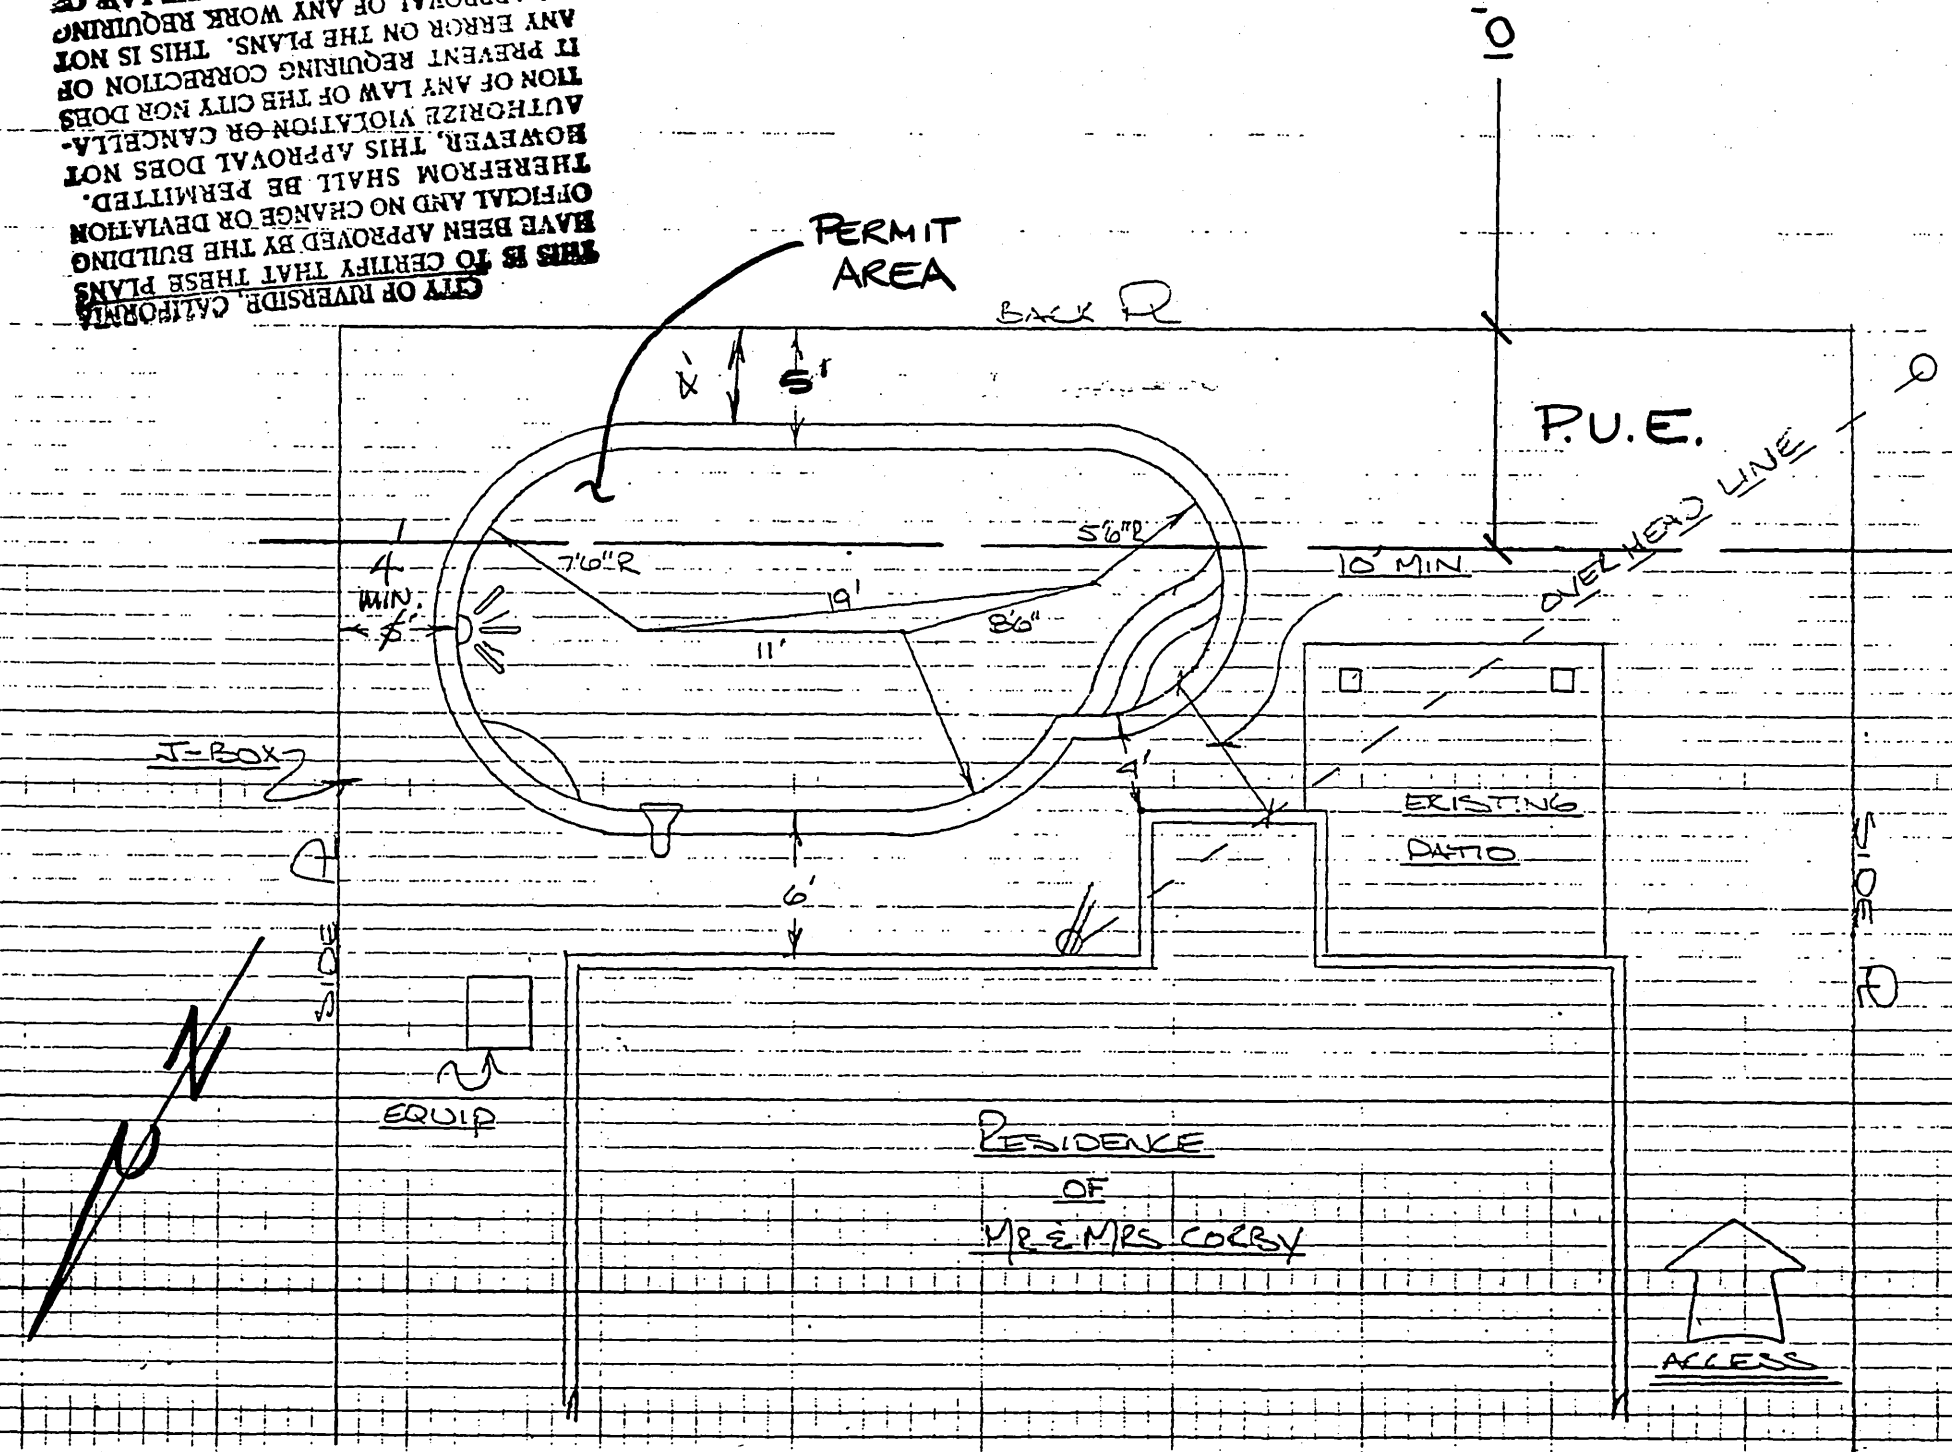 CITY OF RIVERSIDE, CALIFORNIA
THIS IS TO CERTIFY THAT THESE PLANS
HAVE BEEN APPROVED BY THE BUILDING
OFFICIAL AND NO CHANGE OR DEVIATION
THEREFROM SHALL BE PERMITTED.
HOWEVER, THIS APPROVAL DOES NOT
AUTHORIZE VIOLATION OR CANCELLA-
TION OF ANY LAW OF THE CITY NOR DOES
IT PREVENT REQUIRING CORRECTION OF
ANY ERROR ON THE PLANS. THIS IS NOT
APPROVAL OF ANY WORK REQUIRING
PERMIT
AREA
BACK PL
4'
5'
P.U.E.
OVERHEAD LINE
7'6"R
5'6"R
10' MIN
4'
MIN.
19'
8'6"
11'
J-BOX
4'
EXISTING
PATIO
6'
SIDE PL
SIDE PL
N
EQUIP
RESIDENCE
OF
MR & MRS CORBY
ACCESS